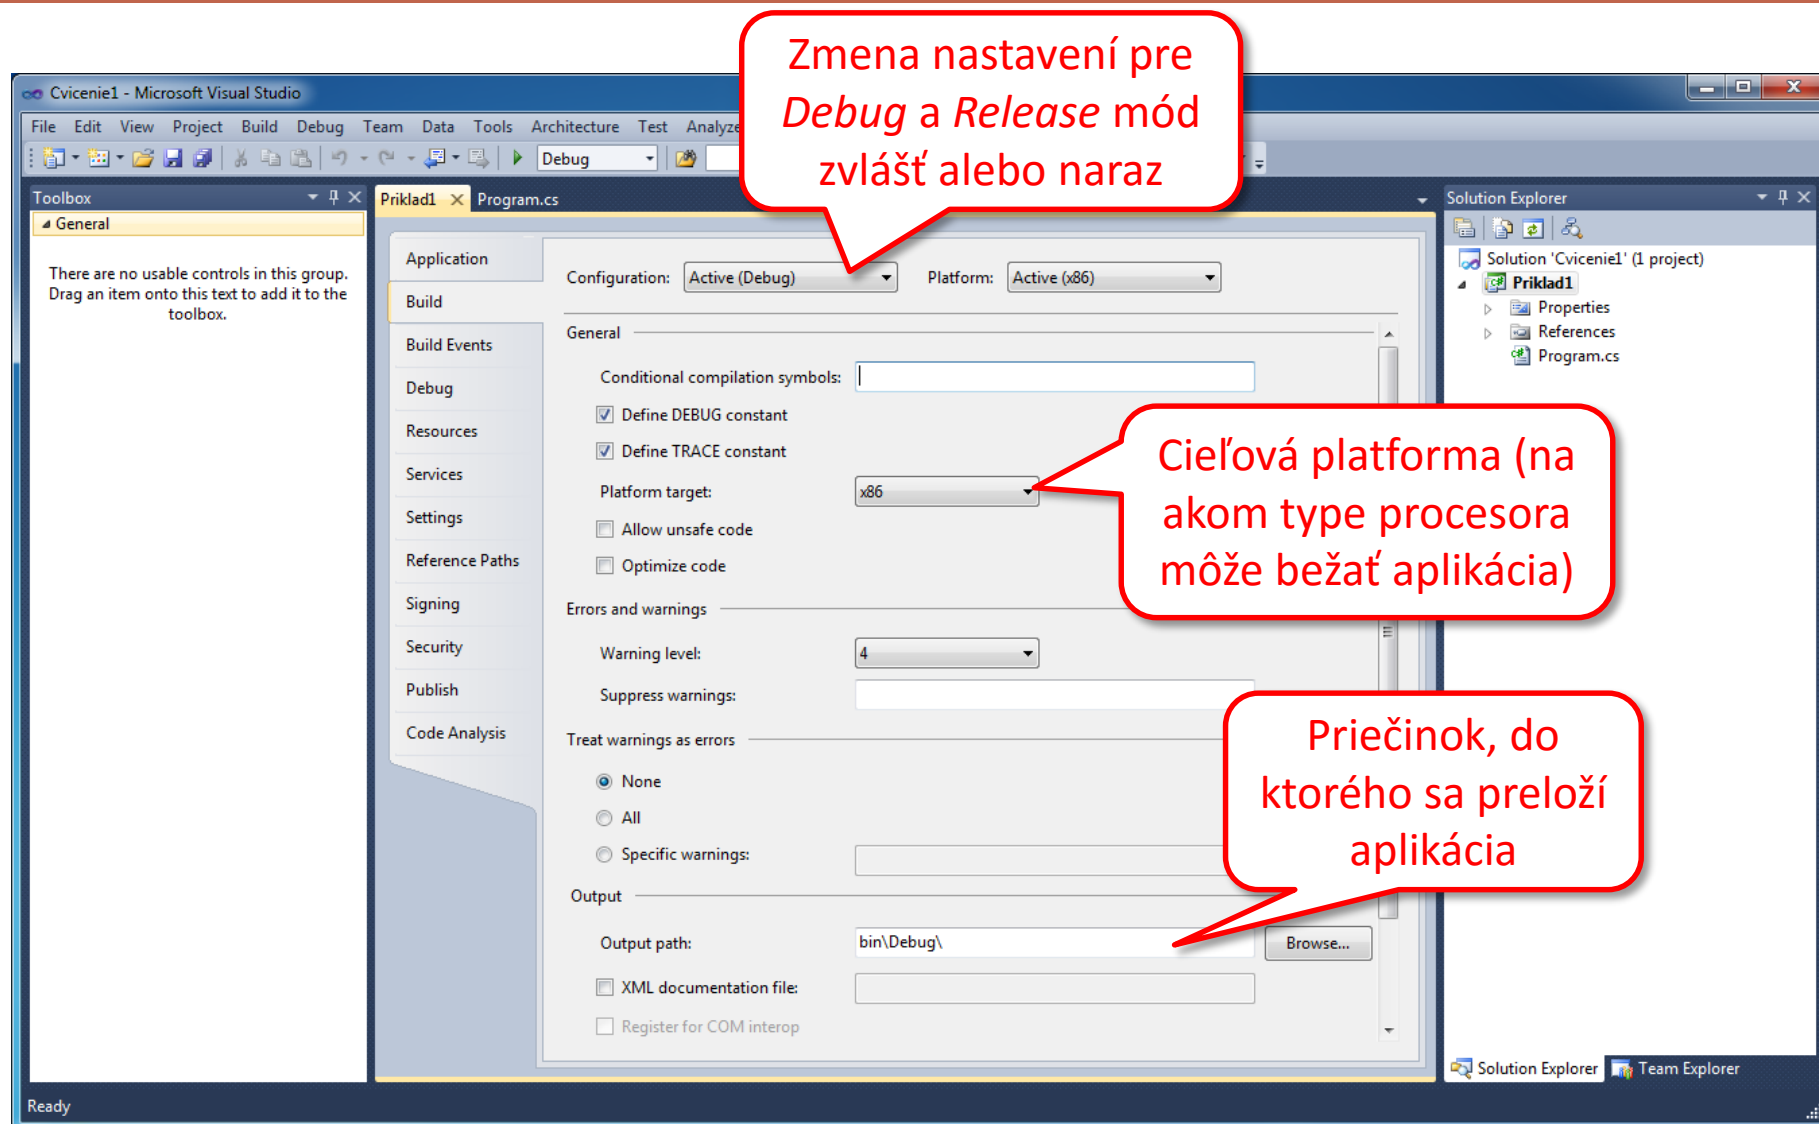 Zmena nastavení pre
Debug a Release mód
zvlášť alebo naraz
Cvicenie1 - Microsoft Visual Studio
File Edit View Project Build Debug Team Data Tools Architecture Test Analyze
Debug
Toolbox
General
There are no usable controls in this group.
Drag an item onto this text to add it to the
toolbox.
Priklad1 Program.cs
Application
Build
Build Events
Debug
Resources
Services
Settings
Reference Paths
Signing
Security
Publish
Code Analysis
Configuration: Active (Debug) Platform: Active (x86)
General
Conditional compilation symbols:
Define DEBUG constant
Define TRACE constant
Platform target: x86
Allow unsafe code
Optimize code
Cieľová platforma (na
akom type procesora
môže bežať aplikácia)
Errors and warnings
Warning level: 4
Suppress warnings:
Treat warnings as errors
None
All
Specific warnings:
Priečinok, do
ktorého sa preloží
aplikácia
Output
Output path: bin\Debug\ Browse...
XML documentation file:
Register for COM interop
Solution Explorer
Solution 'Cvicenie1' (1 project)
Priklad1
Properties
References
Program.cs
Solution Explorer Team Explorer
Ready